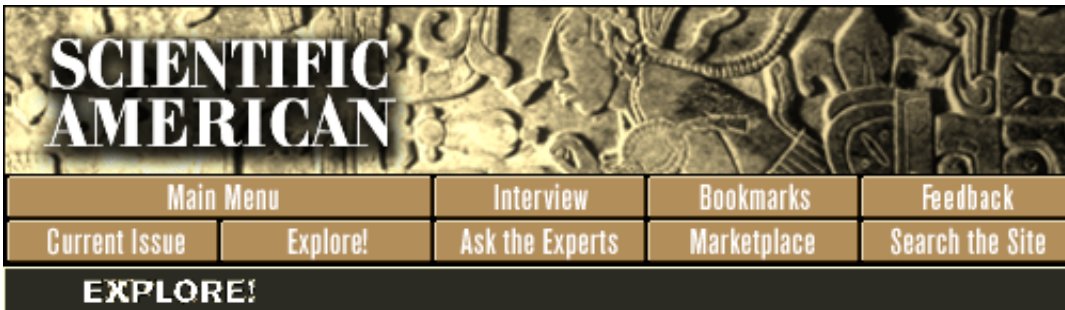 SCIENTIFIC
AMERICAN
Main Menu Interview Bookmarks Feedback
Current Issue Explore! Ask the Experts Marketplace Search the Site
EXPLORE!